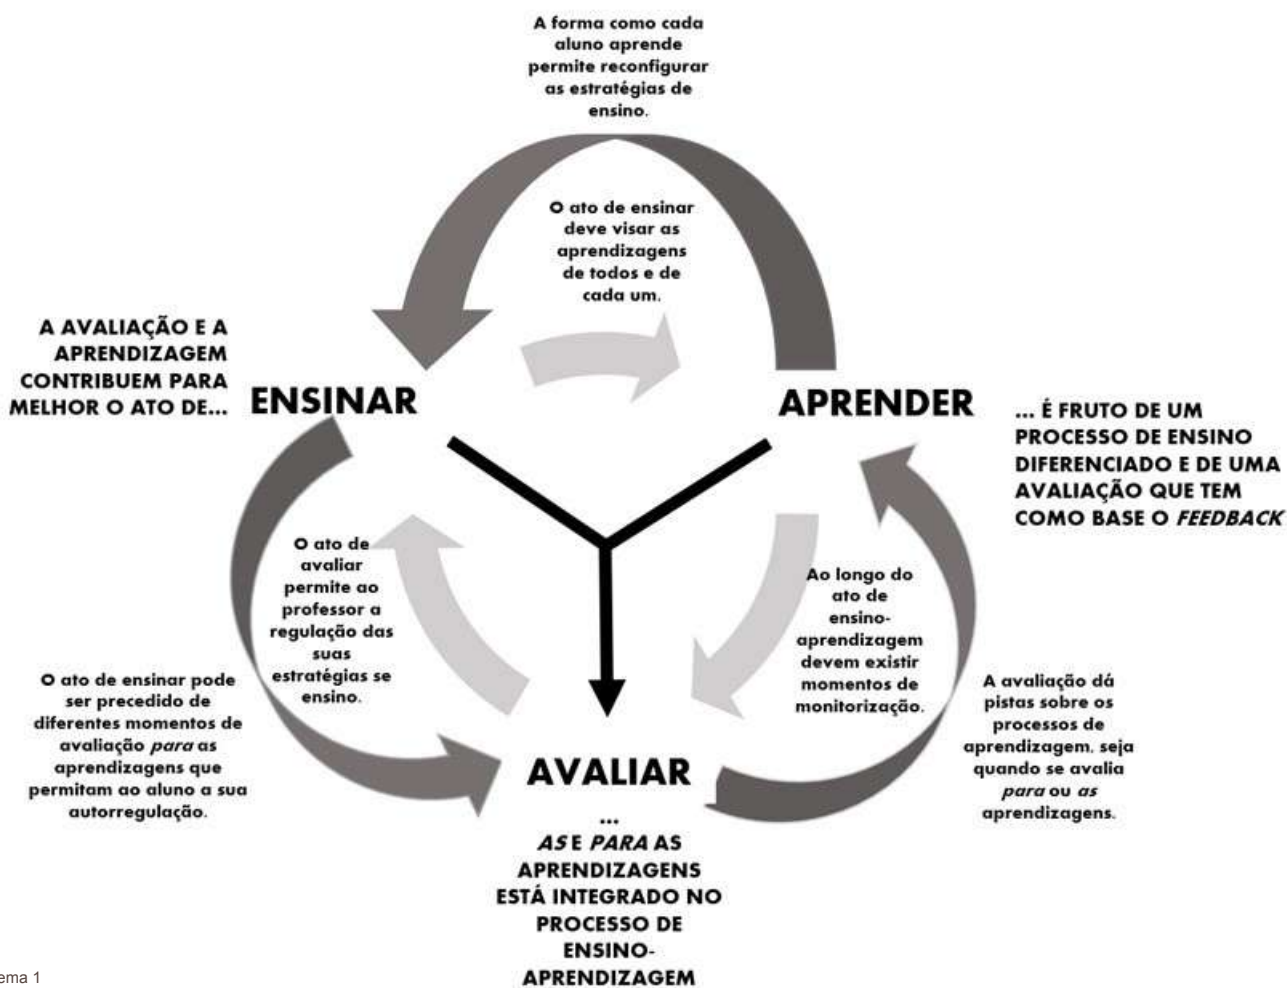 A forma como cada
aluno aprende
permite reconfigurar
as estratégias de
ensino.
O ato de ensinar
deve visar as
aprendizagens
de todos e de
cada um.
A AVALIAÇÃO E A
APRENDIZAGEM
CONTRIBUEM PARA
MELHOR O ATO DE...
ENSINAR
APRENDER
... É FRUTO DE UM
PROCESSO DE ENSINO
DIFERENCIADO E DE UMA
AVALIAÇÃO QUE TEM
COMO BASE O FEEDBACK
O ato de
avaliar
permite ao
professor a
regulação das
suas
estratégias se
ensino.
Ao longo do
ato de
ensino-
aprendizagem
devem existir
momentos de
monitorização.
O ato de ensinar pode
ser precedido de
diferentes momentos de
avaliação para as
aprendizagens que
permitam ao aluno a sua
autorregulação.
A avaliação dá
pistas sobre os
processos de
aprendizagem, seja
quando se avalia
para ou as
aprendizagens.
AVALIAR
...
AS E PARA AS
APRENDIZAGENS
ESTÁ INTEGRADO NO
PROCESSO DE
ENSINO-
APRENDIZAGEM
ema 1